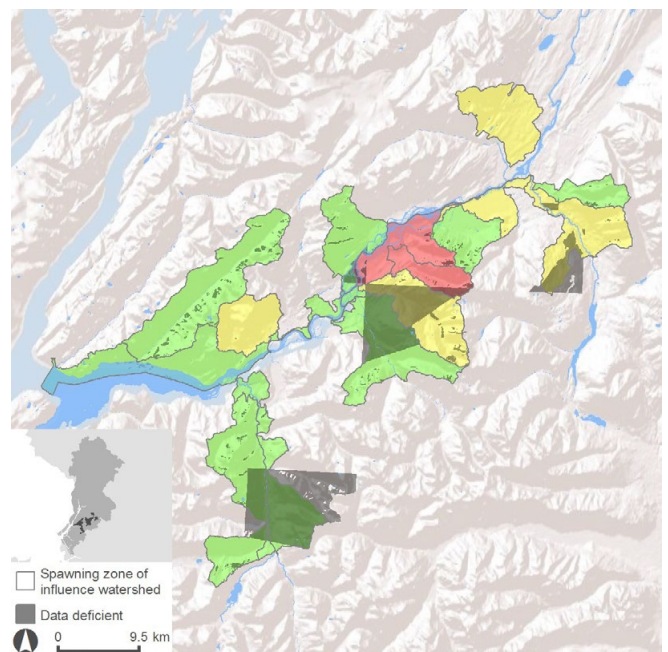 Spawning zone of
influence watershed
Data deficient
0 9.5 km